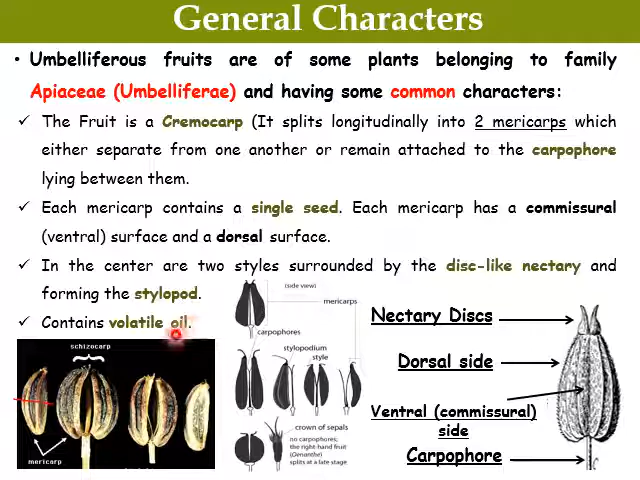 General Characters
• Umbelliferous fruits are of some plants belonging to family
Apiaceae (Umbelliferae) and having some common characters:
✓ The Fruit is a Cremocarp (It splits longitudinally into 2 mericarps which
either separate from one another or remain attached to the carpophore
lying between them.
✓ Each mericarp contains a single seed. Each mericarp has a commissural
(ventral) surface and a dorsal surface.
✓ In the center are two styles surrounded by the disc-like nectary and
forming the stylopod.
✓ Contains volatile oil.
schizocarp
mericarp
(side view)
mericarps
carpophores
stylopodium
style
crown of sepals
no carpophores;
the right-hand fruit
(Oenanthe)
splits at a late stage
Nectary Discs
Dorsal side
Ventral (commissural)
side
Carpophore